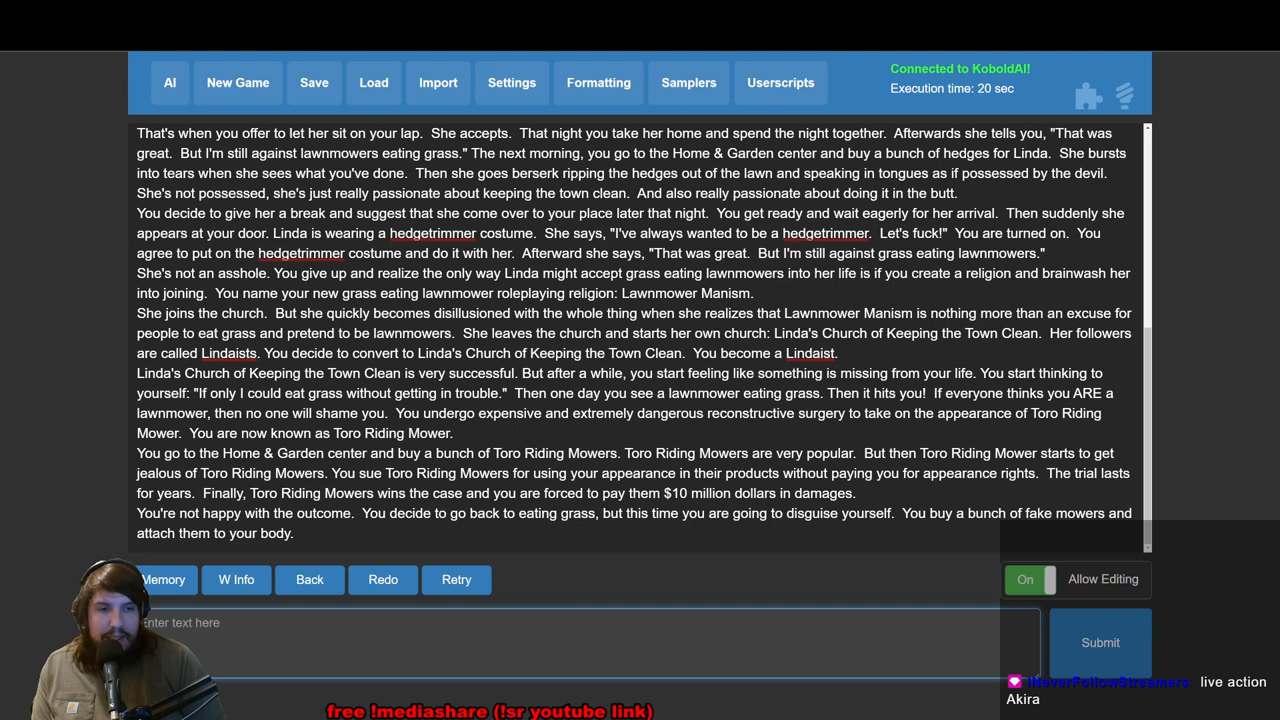 AI New Game Save Load Import Settings Formatting Samplers Userscripts
Connected to KoboldAI!
Execution time: 20 sec
That's when you offer to let her sit on your lap.  She accepts.  That night you take her home and spend the night together.  Afterwards she tells you, "That was
great.  But I'm still against lawnmowers eating grass." The next morning, you go to the Home & Garden center and buy a bunch of hedges for Linda.  She bursts
into tears when she sees what you've done.  Then she goes berserk ripping the hedges out of the lawn and speaking in tongues as if possessed by the devil.
She's not possessed, she's just really passionate about keeping the town clean.  And also really passionate about doing it in the butt.
You decide to give her a break and suggest that she come over to your place later that night.  You get ready and wait eagerly for her arrival.  Then suddenly she
appears at your door. Linda is wearing a hedgetrimmer costume.  She says, "I've always wanted to be a hedgetrimmer.  Let's fuck!"  You are turned on.  You
agree to put on the hedgetrimmer costume and do it with her.  Afterward she says, "That was great.  But I'm still against grass eating lawnmowers."
She's not an asshole. You give up and realize the only way Linda might accept grass eating lawnmowers into her life is if you create a religion and brainwash her
into joining.  You name your new grass eating lawnmower roleplaying religion: Lawnmower Manism.
She joins the church.  But she quickly becomes disillusioned with the whole thing when she realizes that Lawnmower Manism is nothing more than an excuse for
people to eat grass and pretend to be lawnmowers.  She leaves the church and starts her own church: Linda's Church of Keeping the Town Clean.  Her followers
are called Lindaists. You decide to convert to Linda's Church of Keeping the Town Clean.  You become a Lindaist.
Linda's Church of Keeping the Town Clean is very successful. But after a while, you start feeling like something is missing from your life. You start thinking to
yourself: "If only I could eat grass without getting in trouble."  Then one day you see a lawnmower eating grass. Then it hits you!  If everyone thinks you ARE a
lawnmower, then no one will shame you.  You undergo expensive and extremely dangerous reconstructive surgery to take on the appearance of Toro Riding
Mower.  You are now known as Toro Riding Mower.
You go to the Home & Garden center and buy a bunch of Toro Riding Mowers. Toro Riding Mowers are very popular.  But then Toro Riding Mower starts to get
jealous of Toro Riding Mowers. You sue Toro Riding Mowers for using your appearance in their products without paying you for appearance rights.  The trial lasts
for years.  Finally, Toro Riding Mowers wins the case and you are forced to pay them $10 million dollars in damages.
You're not happy with the outcome.  You decide to go back to eating grass, but this time you are going to disguise yourself.  You buy a bunch of fake mowers and
attach them to your body.
Memory W Info Back Redo Retry On Allow Editing
Enter text here
Submit
INeverFollowStreamers live action
Akira
free !mediashare (!sr youtube link)